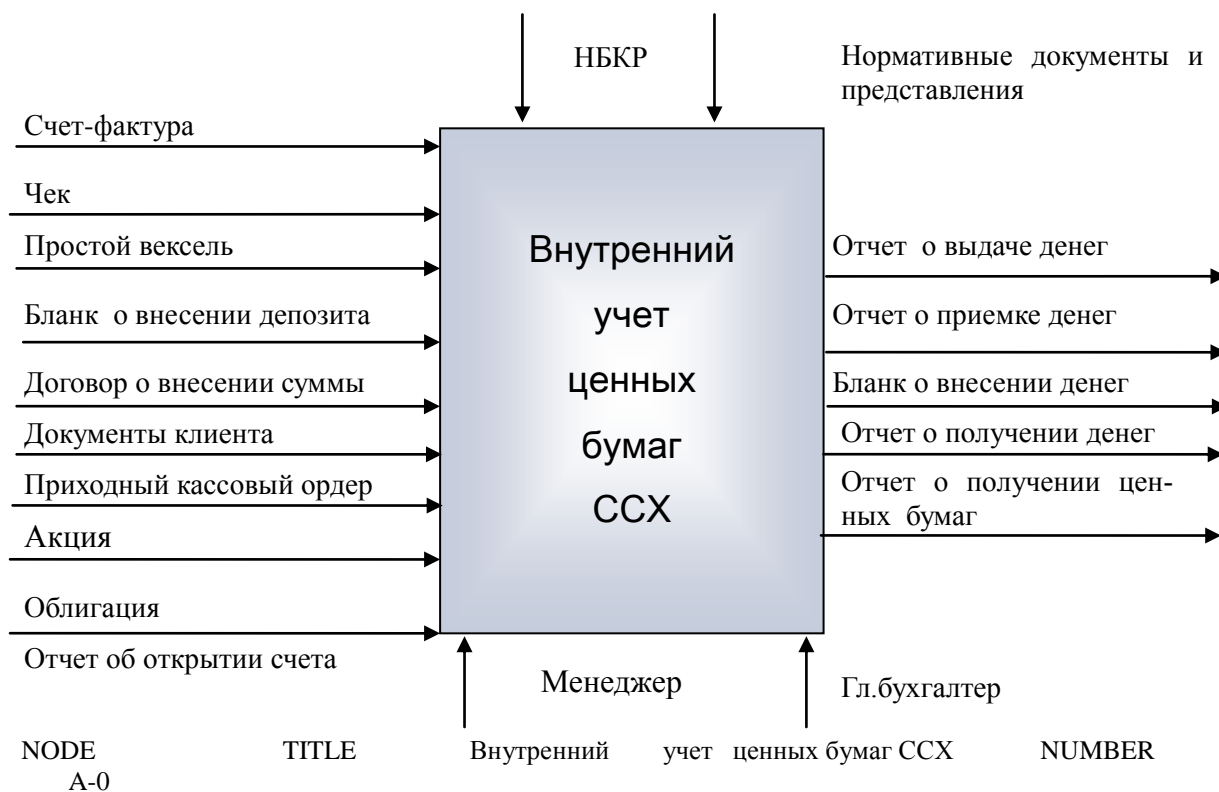 НБКР
Нормативные документы и
представления
Счет-фактура
Чек
Простой вексель
Бланк о внесении депозита
Договор о внесении суммы
Документы клиента
Приходный кассовый ордер
Акция
Облигация
Отчет об открытии счета
Внутренний
учет
ценных
бумаг
ССХ
Отчет о выдаче денег
Отчет о приемке денег
Бланк о внесении денег
Отчет о получении денег
Отчет о получении цен-
ных бумаг
Менеджер
Гл.бухгалтер
NODE TITLE Внутренний учет ценных бумаг ССХ NUMBER
A-0